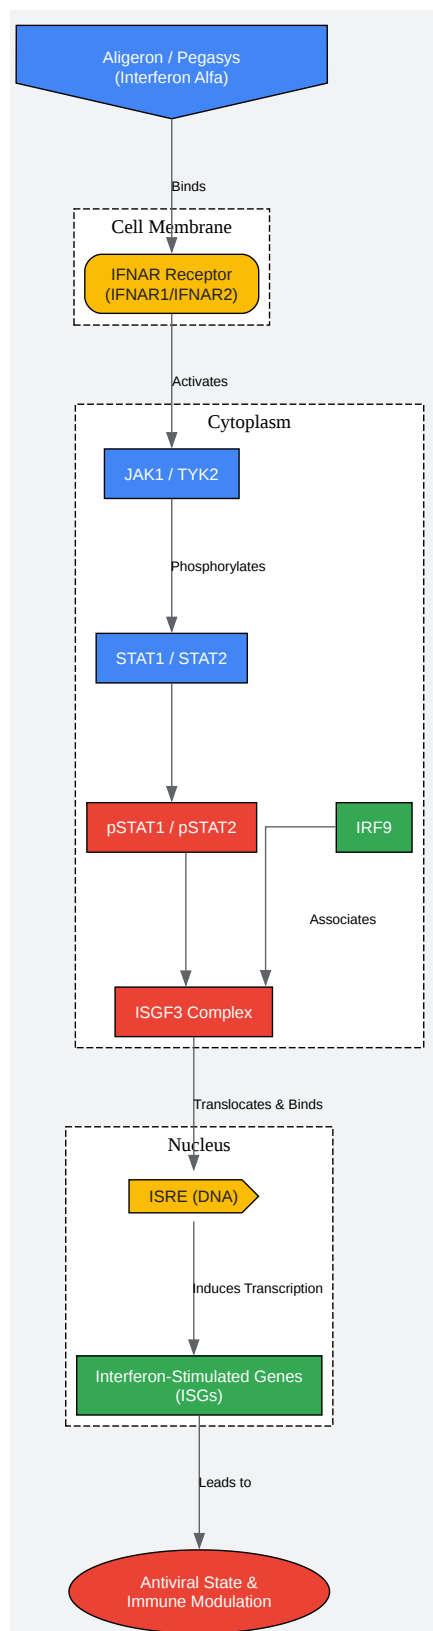 Aligeron / Pegasys
(Interferon Alfa)
Binds
Cell Membrane
IFNAR Receptor
(IFNAR1/IFNAR2)
Activates
Cytoplasm
JAK1 / TYK2
Phosphorylates
STAT1 / STAT2
pSTAT1 / pSTAT2
IRF9
Associates
ISGF3 Complex
Translocates & Binds
Nucleus
ISRE (DNA)
Induces Transcription
Interferon-Stimulated Genes
(ISGs)
Leads to
Antiviral State &
Immune Modulation